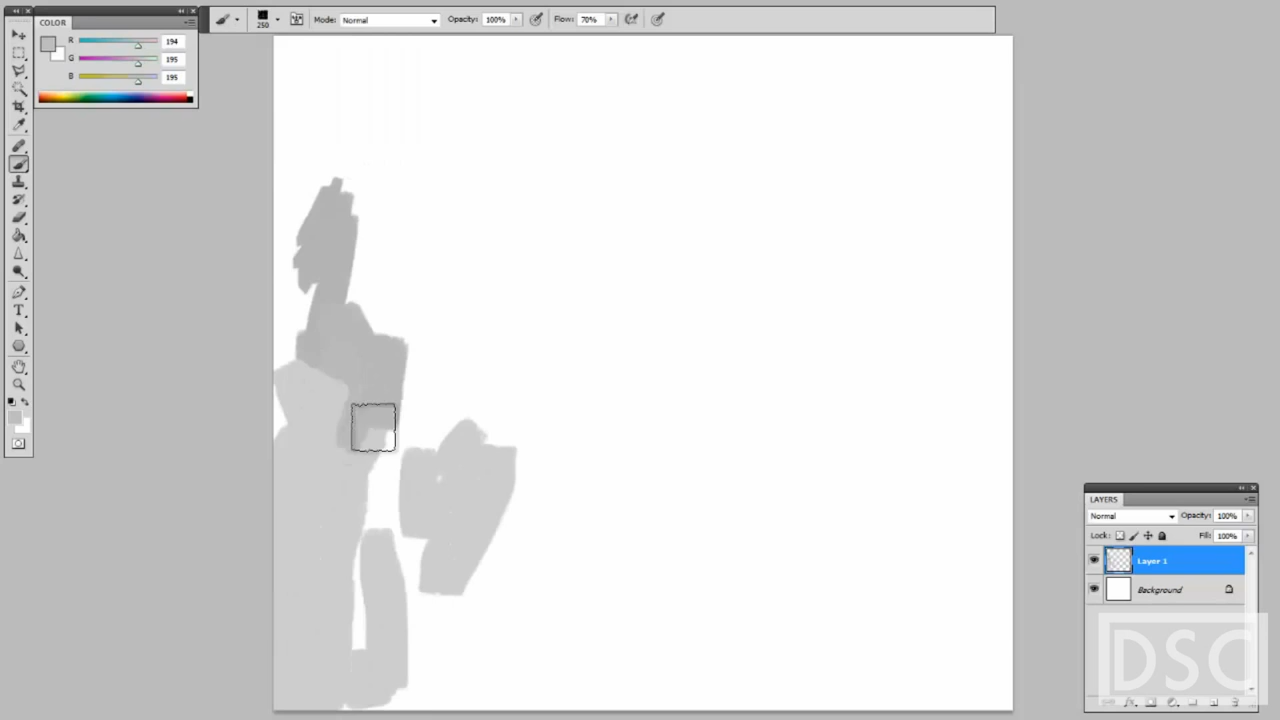 COLOR
R 194
G 195
B 195
250 Mode: Normal Opacity: 100% Flow: 70%
LAYERS
Normal Opacity: 100%
Lock: Fill: 100%
Layer 1
Background
DSC